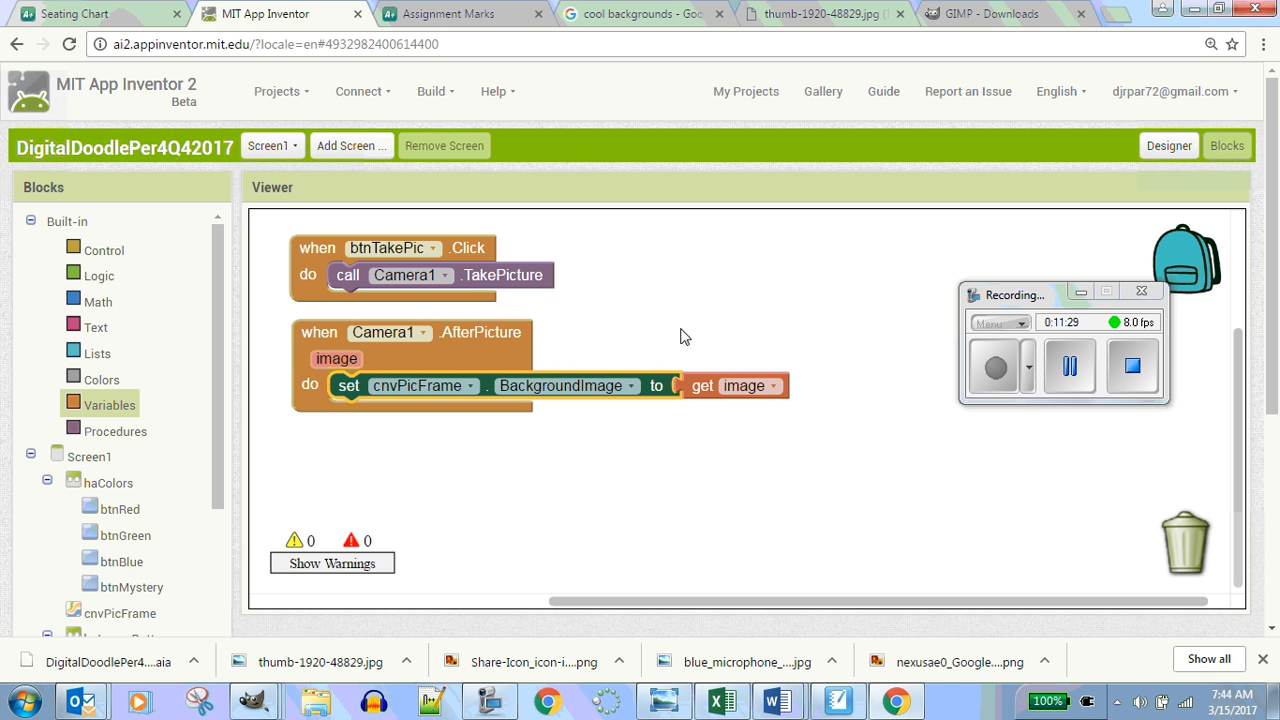 Seating Chart
MIT App Inventor
Assignment Marks
cool backgrounds - Goo
thumb-1920-48829.jpg (1
GIMP - Downloads
ai2.appinventor.mit.edu/?locale=en#4932982400614400
MIT App Inventor 2
Beta
Projects
Connect
Build
Help
My Projects
Gallery
Guide
Report an Issue
English
djrpar72@gmail.com
DigitalDoodlePer4Q42017
Screen1
Add Screen ...
Remove Screen
Designer
Blocks
Blocks
Viewer
Built-in
Control
Logic
Math
Text
Lists
Colors
Variables
Procedures
Screen1
haColors
btnRed
btnGreen
btnBlue
btnMystery
cnvPicFrame
when btnTakePic .Click
do call Camera1 .TakePicture
when Camera1 .AfterPicture
image
do set cnvPicFrame . BackgroundImage to get image
0 0
Show Warnings
Recording...
Menu
0:11:29 8.0 fps
DigitalDoodlePer4....aia
thumb-1920-48829.jpg
Share-Icon_icon-i....png
blue_microphone_....jpg
nexusae0_Google....png
Show all
100%
7:44 AM
3/15/2017